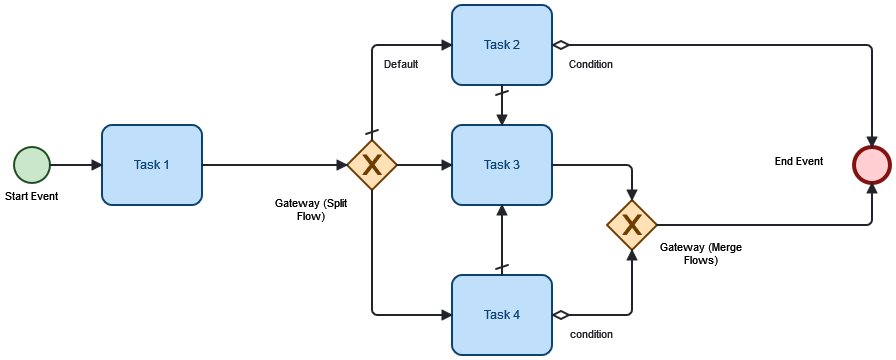 Task 2
Default
Condition
Task 1
X
Task 3
End Event
Start Event
Gateway (Split
Flow)
X
Gateway (Merge
Flows)
Task 4
condition